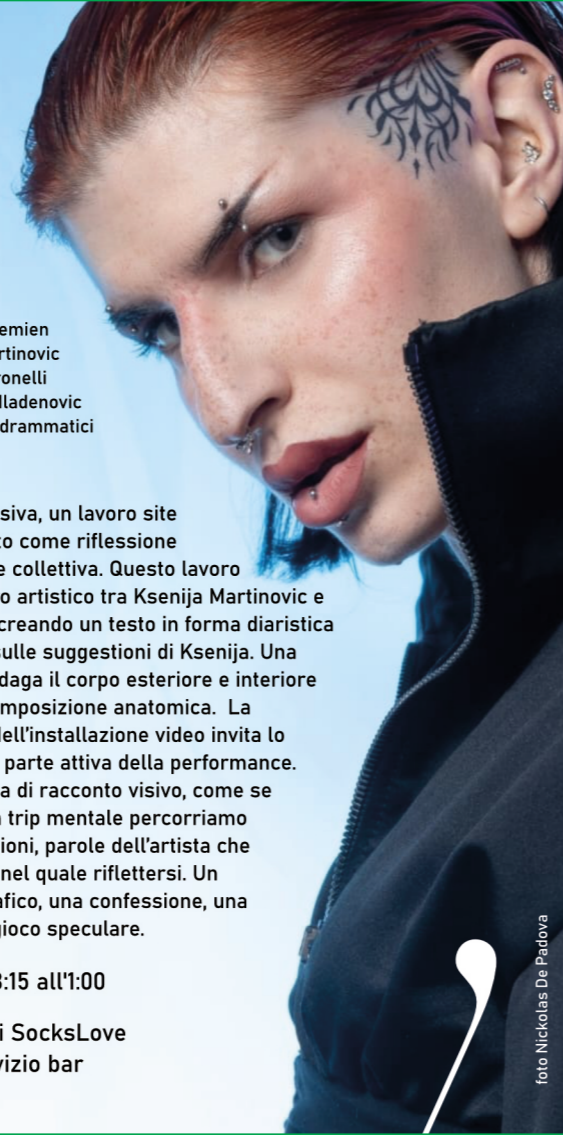 emien
rtinovic
ronelli
ladenovic
drammatici
siva, un lavoro site
to come riflessione
e collettiva. Questo lavoro
o artistico tra Ksenija Martinovic e
creando un testo in forma diaristica
sulle suggestioni di Ksenija. Una
daga il corpo esteriore e interiore
mposizione anatomica. La
dell'installazione video invita lo
parte attiva della performance.
a di racconto visivo, come se
trip mentale percorriamo
ioni, parole dell'artista che
nel quale riflettersi. Un
afico, una confessione, una
gioco speculare.
:15 all'1:00
i SocksLove
vizio bar
foto Nickolas De Padova